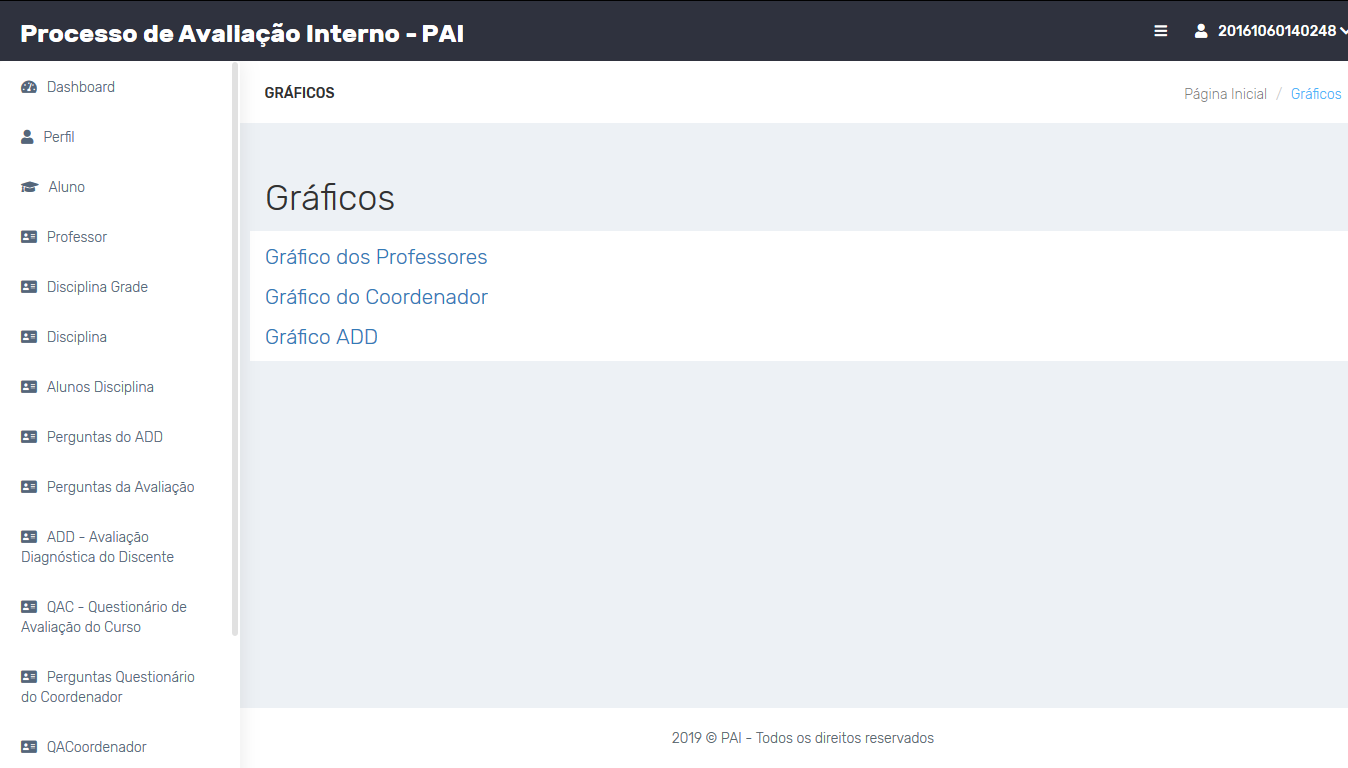 Processo de Avaliação Interno - PAI
20161060140248
Dashboard
Perfil
Aluno
Professor
Disciplina Grade
Disciplina
Alunos Disciplina
Perguntas do ADD
Perguntas da Avaliação
ADD - Avaliação
Diagnóstica do Discente
QAC - Questionário de
Avaliação do Curso
Perguntas Questionário
do Coordenador
QACoordenador
GRÁFICOS
Página Inicial / Gráficos
Gráficos
Gráfico dos Professores
Gráfico do Coordenador
Gráfico ADD
2019 © PAI - Todos os direitos reservados